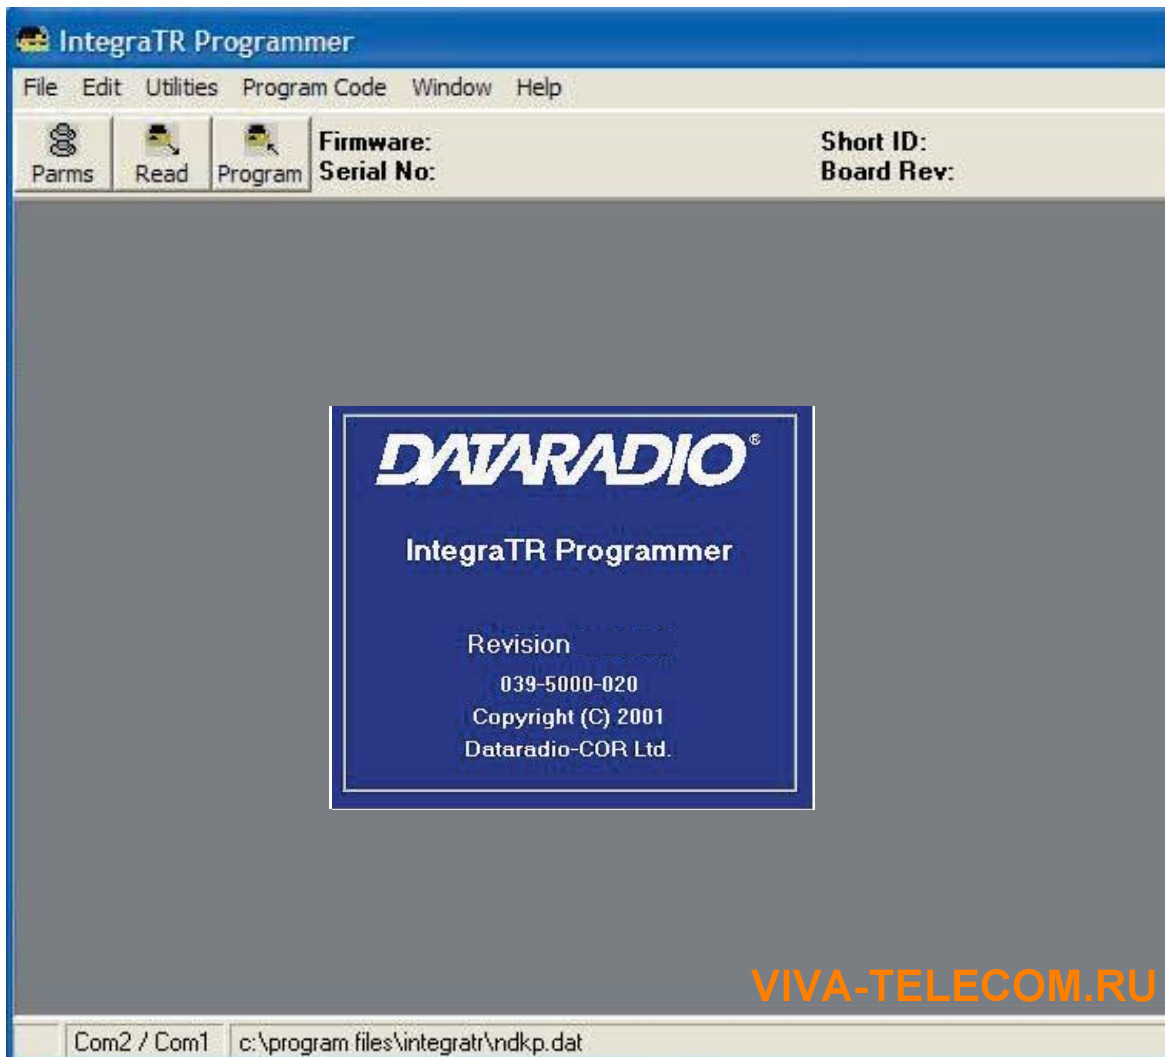 IntegraTR Programmer
File Edit Utilities Program Code Window Help
Parms Read Program
Firmware: Short ID:
Serial No: Board Rev:
DATARADIO®
IntegraTR Programmer
Revision
039-5000-020
Copyright (C) 2001
Dataradio-COR Ltd.
VIVA-TELECOM.RU
Com2 / Com1 c:\program files\integratr\ndkp.dat